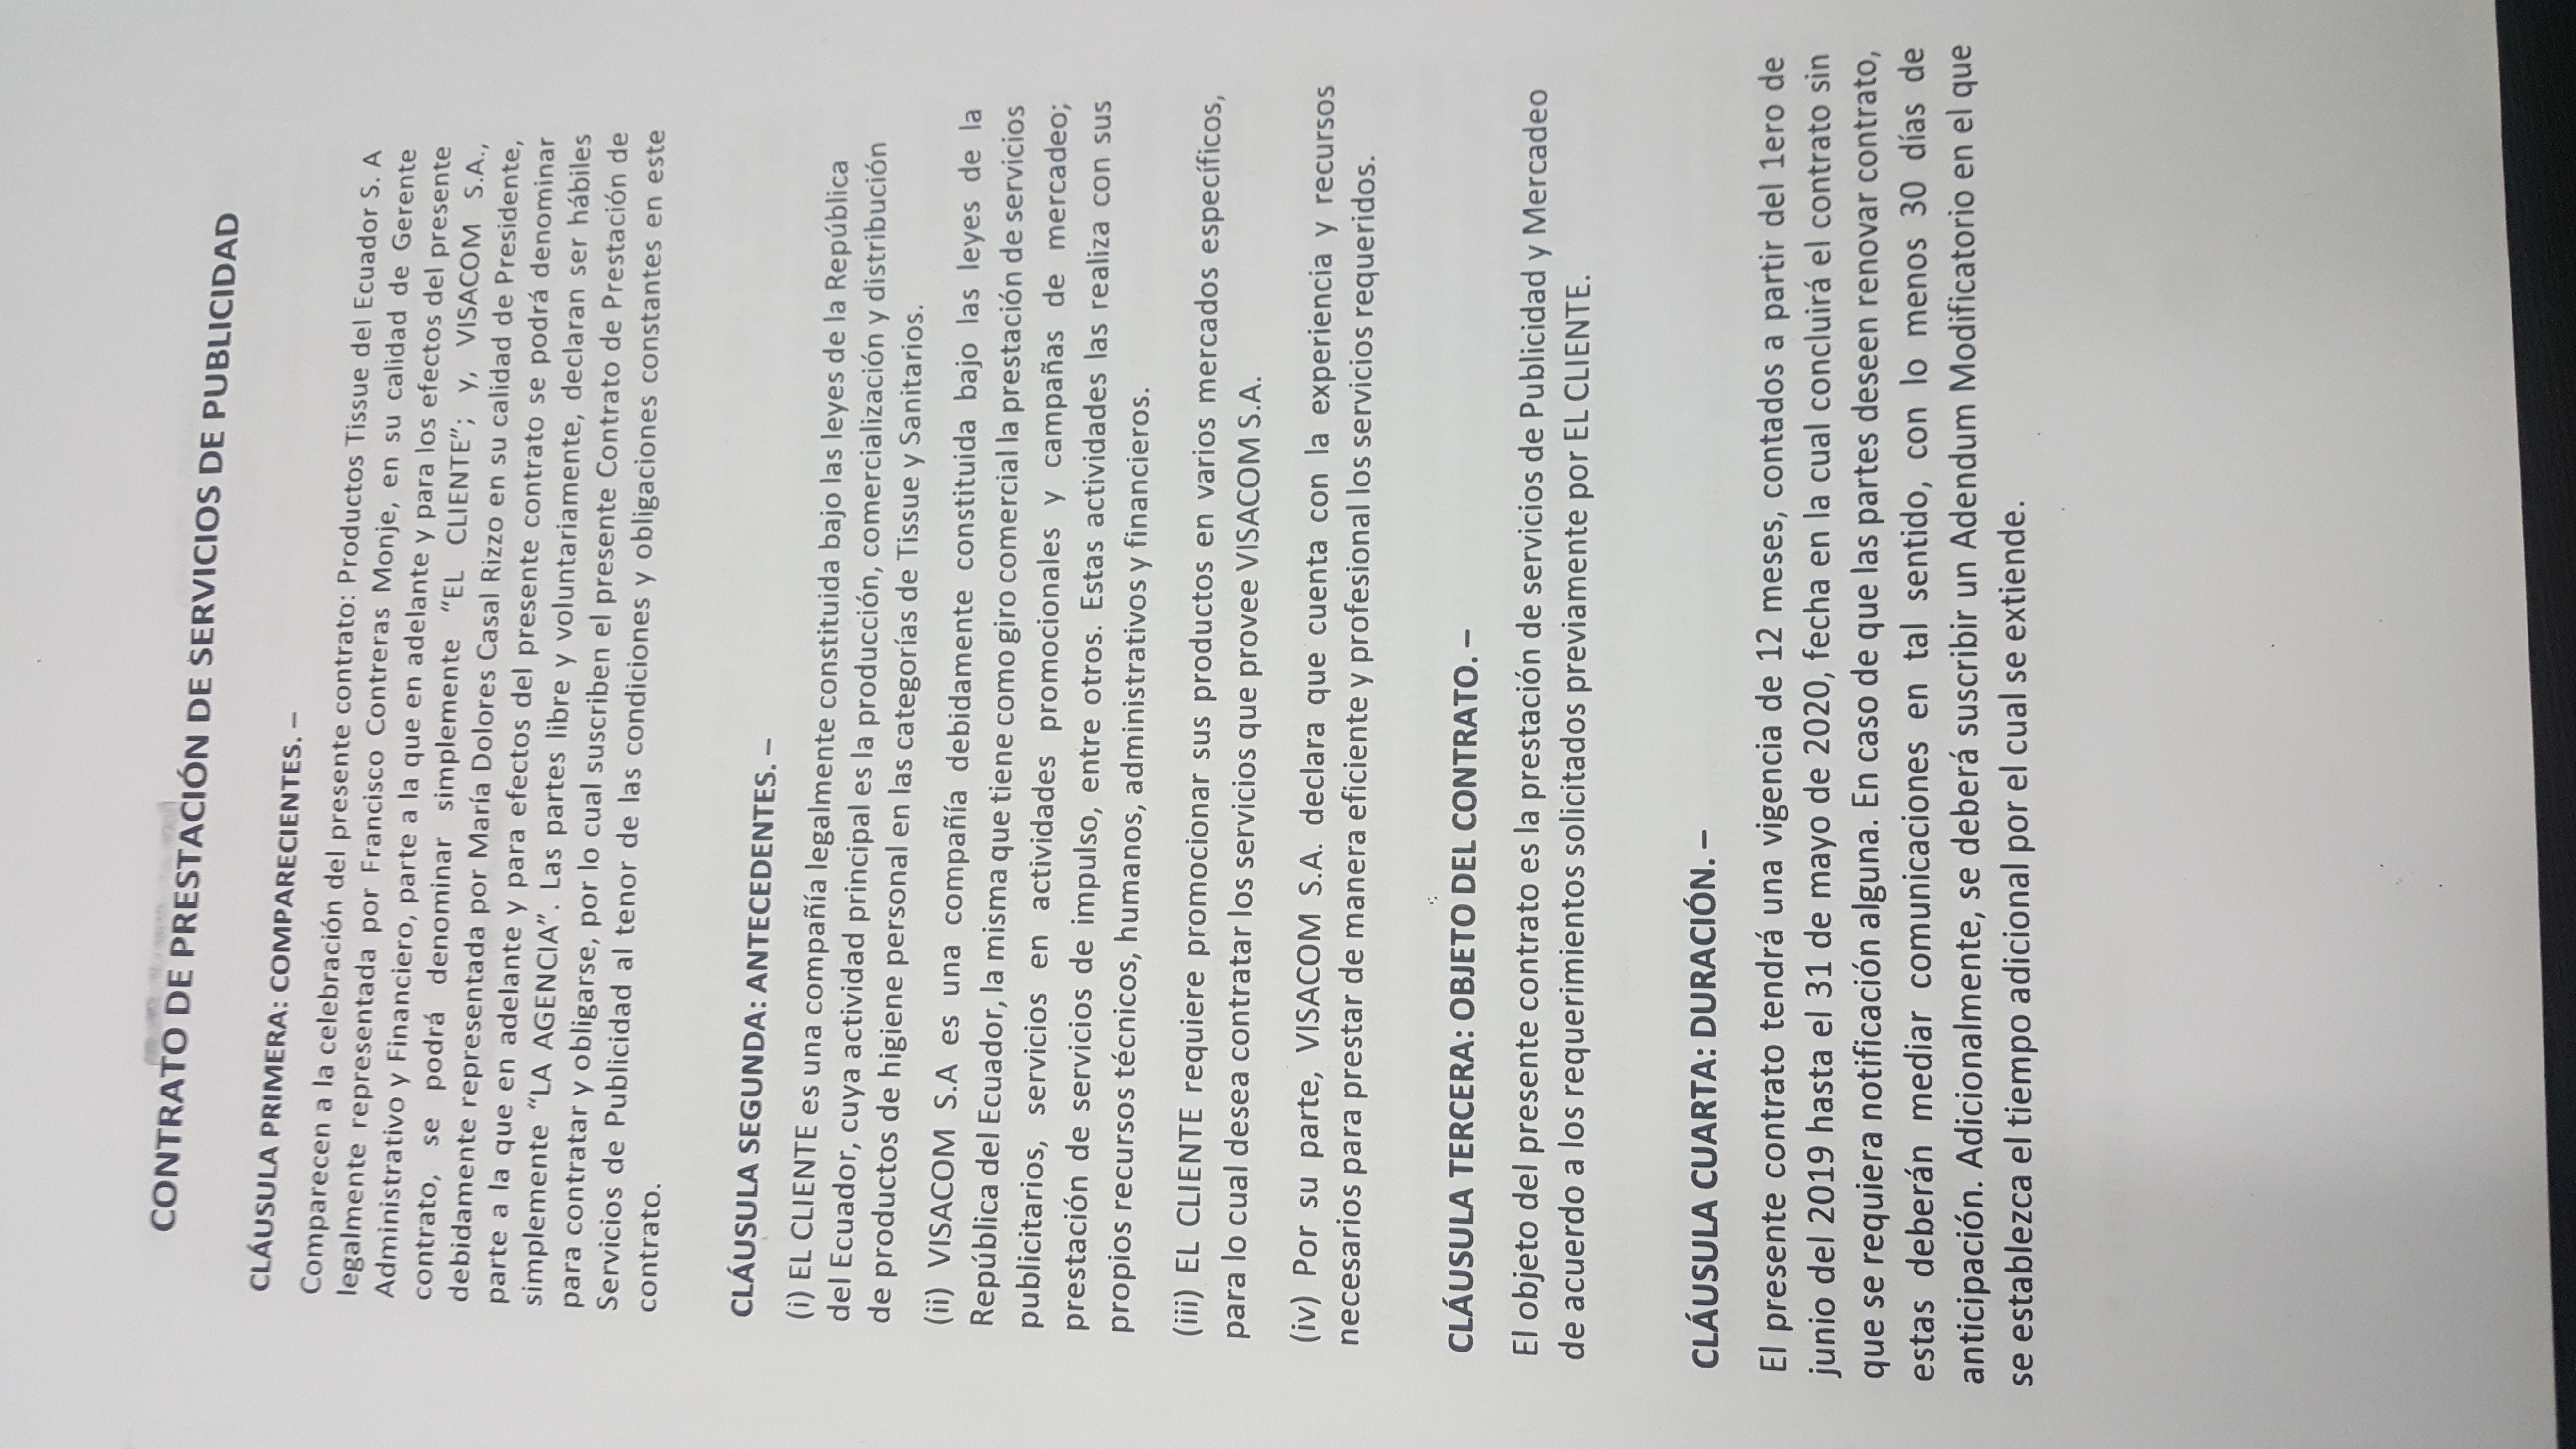 CONTRATO DE PRESTACIÓN DE SERVICIOS DE PUBLICIDAD
CLÁUSULA PRIMERA: COMPARECIENTES. –
Comparecen a la celebración del presente contrato: Productos Tissue del Ecuador S. A
legalmente representada por Francisco Contreras Monje, en su calidad de Gerente
Administrativo y Financiero, parte a la que en adelante y para los efectos del presente
contrato, se podrá denominar simplemente “EL CLIENTE”; y, VISACOM S.A.,
debidamente representada por María Dolores Casal Rizzo en su calidad de Presidente,
parte a la que en adelante y para efectos del presente contrato se podrá denominar
simplemente “LA AGENCIA”. Las partes libre y voluntariamente, declaran ser hábiles
para contratar y obligarse, por lo cual suscriben el presente Contrato de Prestación de
Servicios de Publicidad al tenor de las condiciones y obligaciones constantes en este
contrato.
CLÁUSULA SEGUNDA: ANTECEDENTES. –
(i) EL CLIENTE es una compañía legalmente constituida bajo las leyes de la República
del Ecuador, cuya actividad principal es la producción, comercialización y distribución
de productos de higiene personal en las categorías de Tissue y Sanitarios.
(ii) VISACOM S.A es una compañía debidamente constituida bajo las leyes de la
República del Ecuador, la misma que tiene como giro comercial la prestación de servicios
publicitarios, servicios en actividades promocionales y campañas de mercadeo;
prestación de servicios de impulso, entre otros. Estas actividades las realiza con sus
propios recursos técnicos, humanos, administrativos y financieros.
(iii) EL CLIENTE requiere promocionar sus productos en varios mercados específicos,
para lo cual desea contratar los servicios que provee VISACOM S.A.
(iv) Por su parte, VISACOM S.A. declara que cuenta con la experiencia y recursos
necesarios para prestar de manera eficiente y profesional los servicios requeridos.
CLÁUSULA TERCERA: OBJETO DEL CONTRATO. –
El objeto del presente contrato es la prestación de servicios de Publicidad y Mercadeo
de acuerdo a los requerimientos solicitados previamente por EL CLIENTE.
CLÁUSULA CUARTA: DURACIÓN. –
El presente contrato tendrá una vigencia de 12 meses, contados a partir del 1ero de
junio del 2019 hasta el 31 de mayo de 2020, fecha en la cual concluirá el contrato sin
que se requiera notificación alguna. En caso de que las partes deseen renovar contrato,
estas deberán mediar comunicaciones en tal sentido, con lo menos 30 días de
anticipación. Adicionalmente, se deberá suscribir un Adendum Modificatorio en el que
se establezca el tiempo adicional por el cual se extiende.